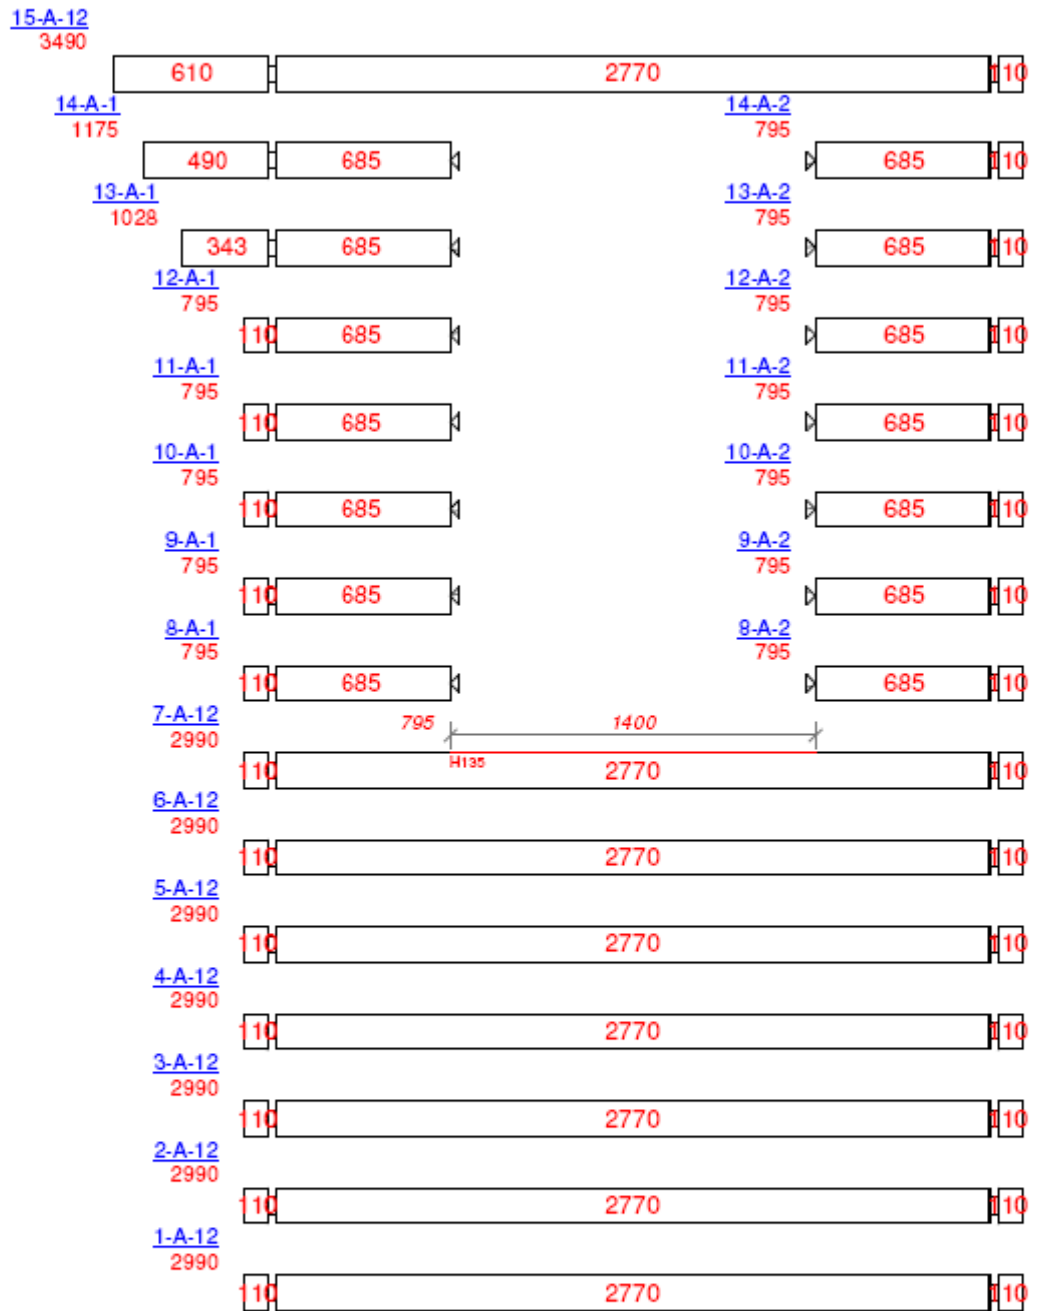 15-A-12
3490
610 2770 110
14-A-1 14-A-2
1175 795
490 685 685 110
13-A-1 13-A-2
1028 795
343 685 685 110
12-A-1 12-A-2
795 795
110 685 685 110
11-A-1 11-A-2
795 795
110 685 685 110
10-A-1 10-A-2
795 795
110 685 685 110
9-A-1 9-A-2
795 795
110 685 685 110
8-A-1 8-A-2
795 795
110 685 685 110
7-A-12 795 1400
2990
H135
110 2770 110
6-A-12
2990
110 2770 110
5-A-12
2990
110 2770 110
4-A-12
2990
110 2770 110
3-A-12
2990
110 2770 110
2-A-12
2990
110 2770 110
1-A-12
2990
110 2770 110